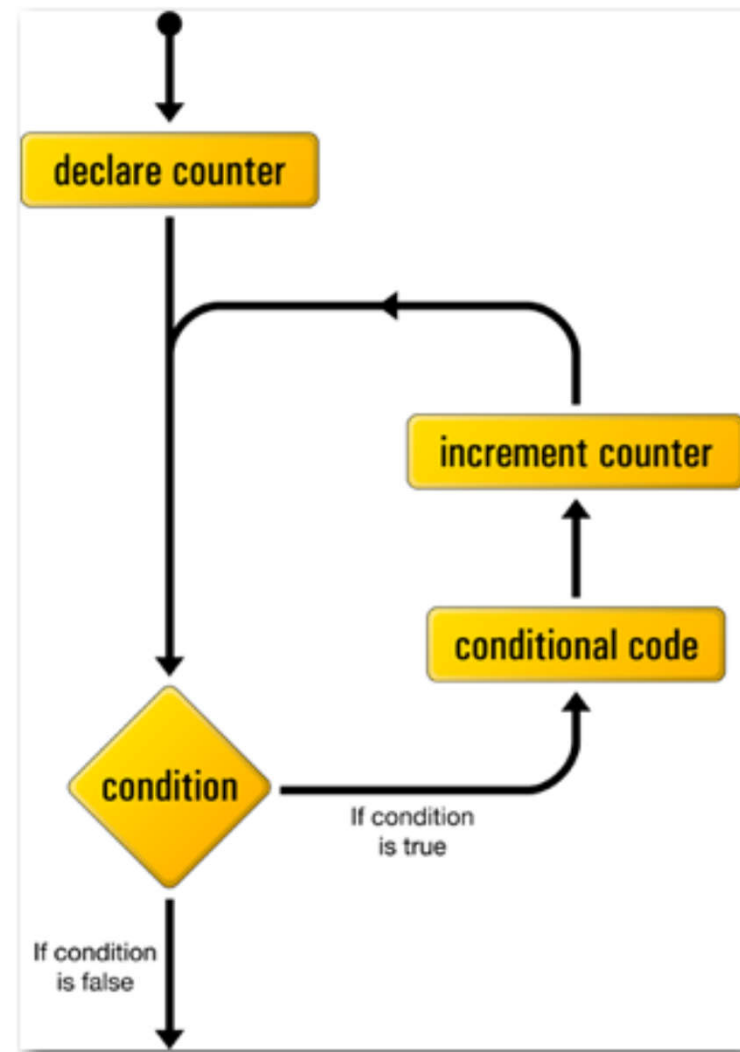 declare counter
increment counter
conditional code
condition
If condition
is true
If condition
is false